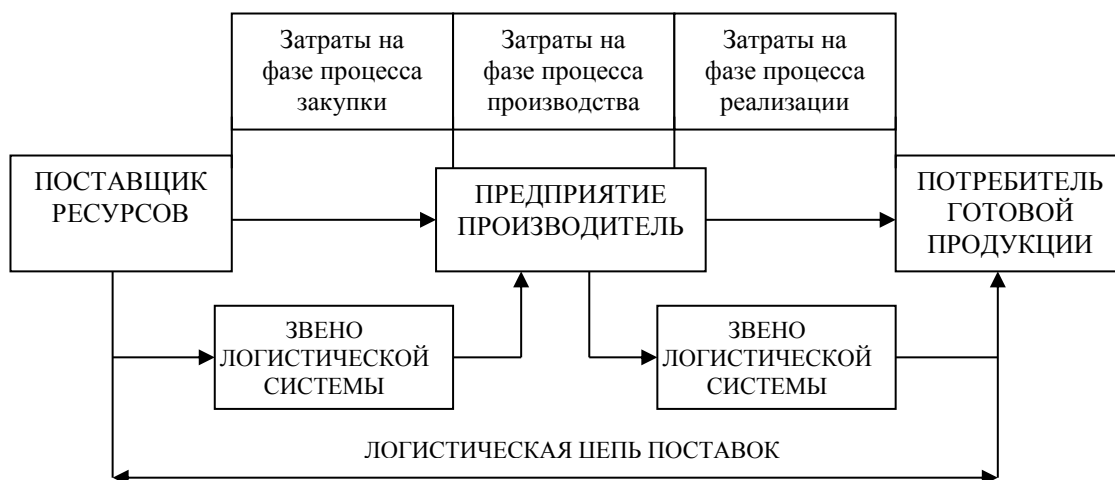 Затраты на
фазе процесса
закупки
Затраты на
фазе процесса
производства
Затраты на
фазе процесса
реализации
ПОСТАВЩИК
РЕСУРСОВ
ПРЕДПРИЯТИЕ
ПРОИЗВОДИТЕЛЬ
ПОТРЕБИТЕЛЬ
ГОТОВОЙ
ПРОДУКЦИИ
ЗВЕНО
ЛОГИСТИЧЕСКОЙ
СИСТЕМЫ
ЗВЕНО
ЛОГИСТИЧЕСКОЙ
СИСТЕМЫ
ЛОГИСТИЧЕСКАЯ ЦЕПЬ ПОСТАВОК